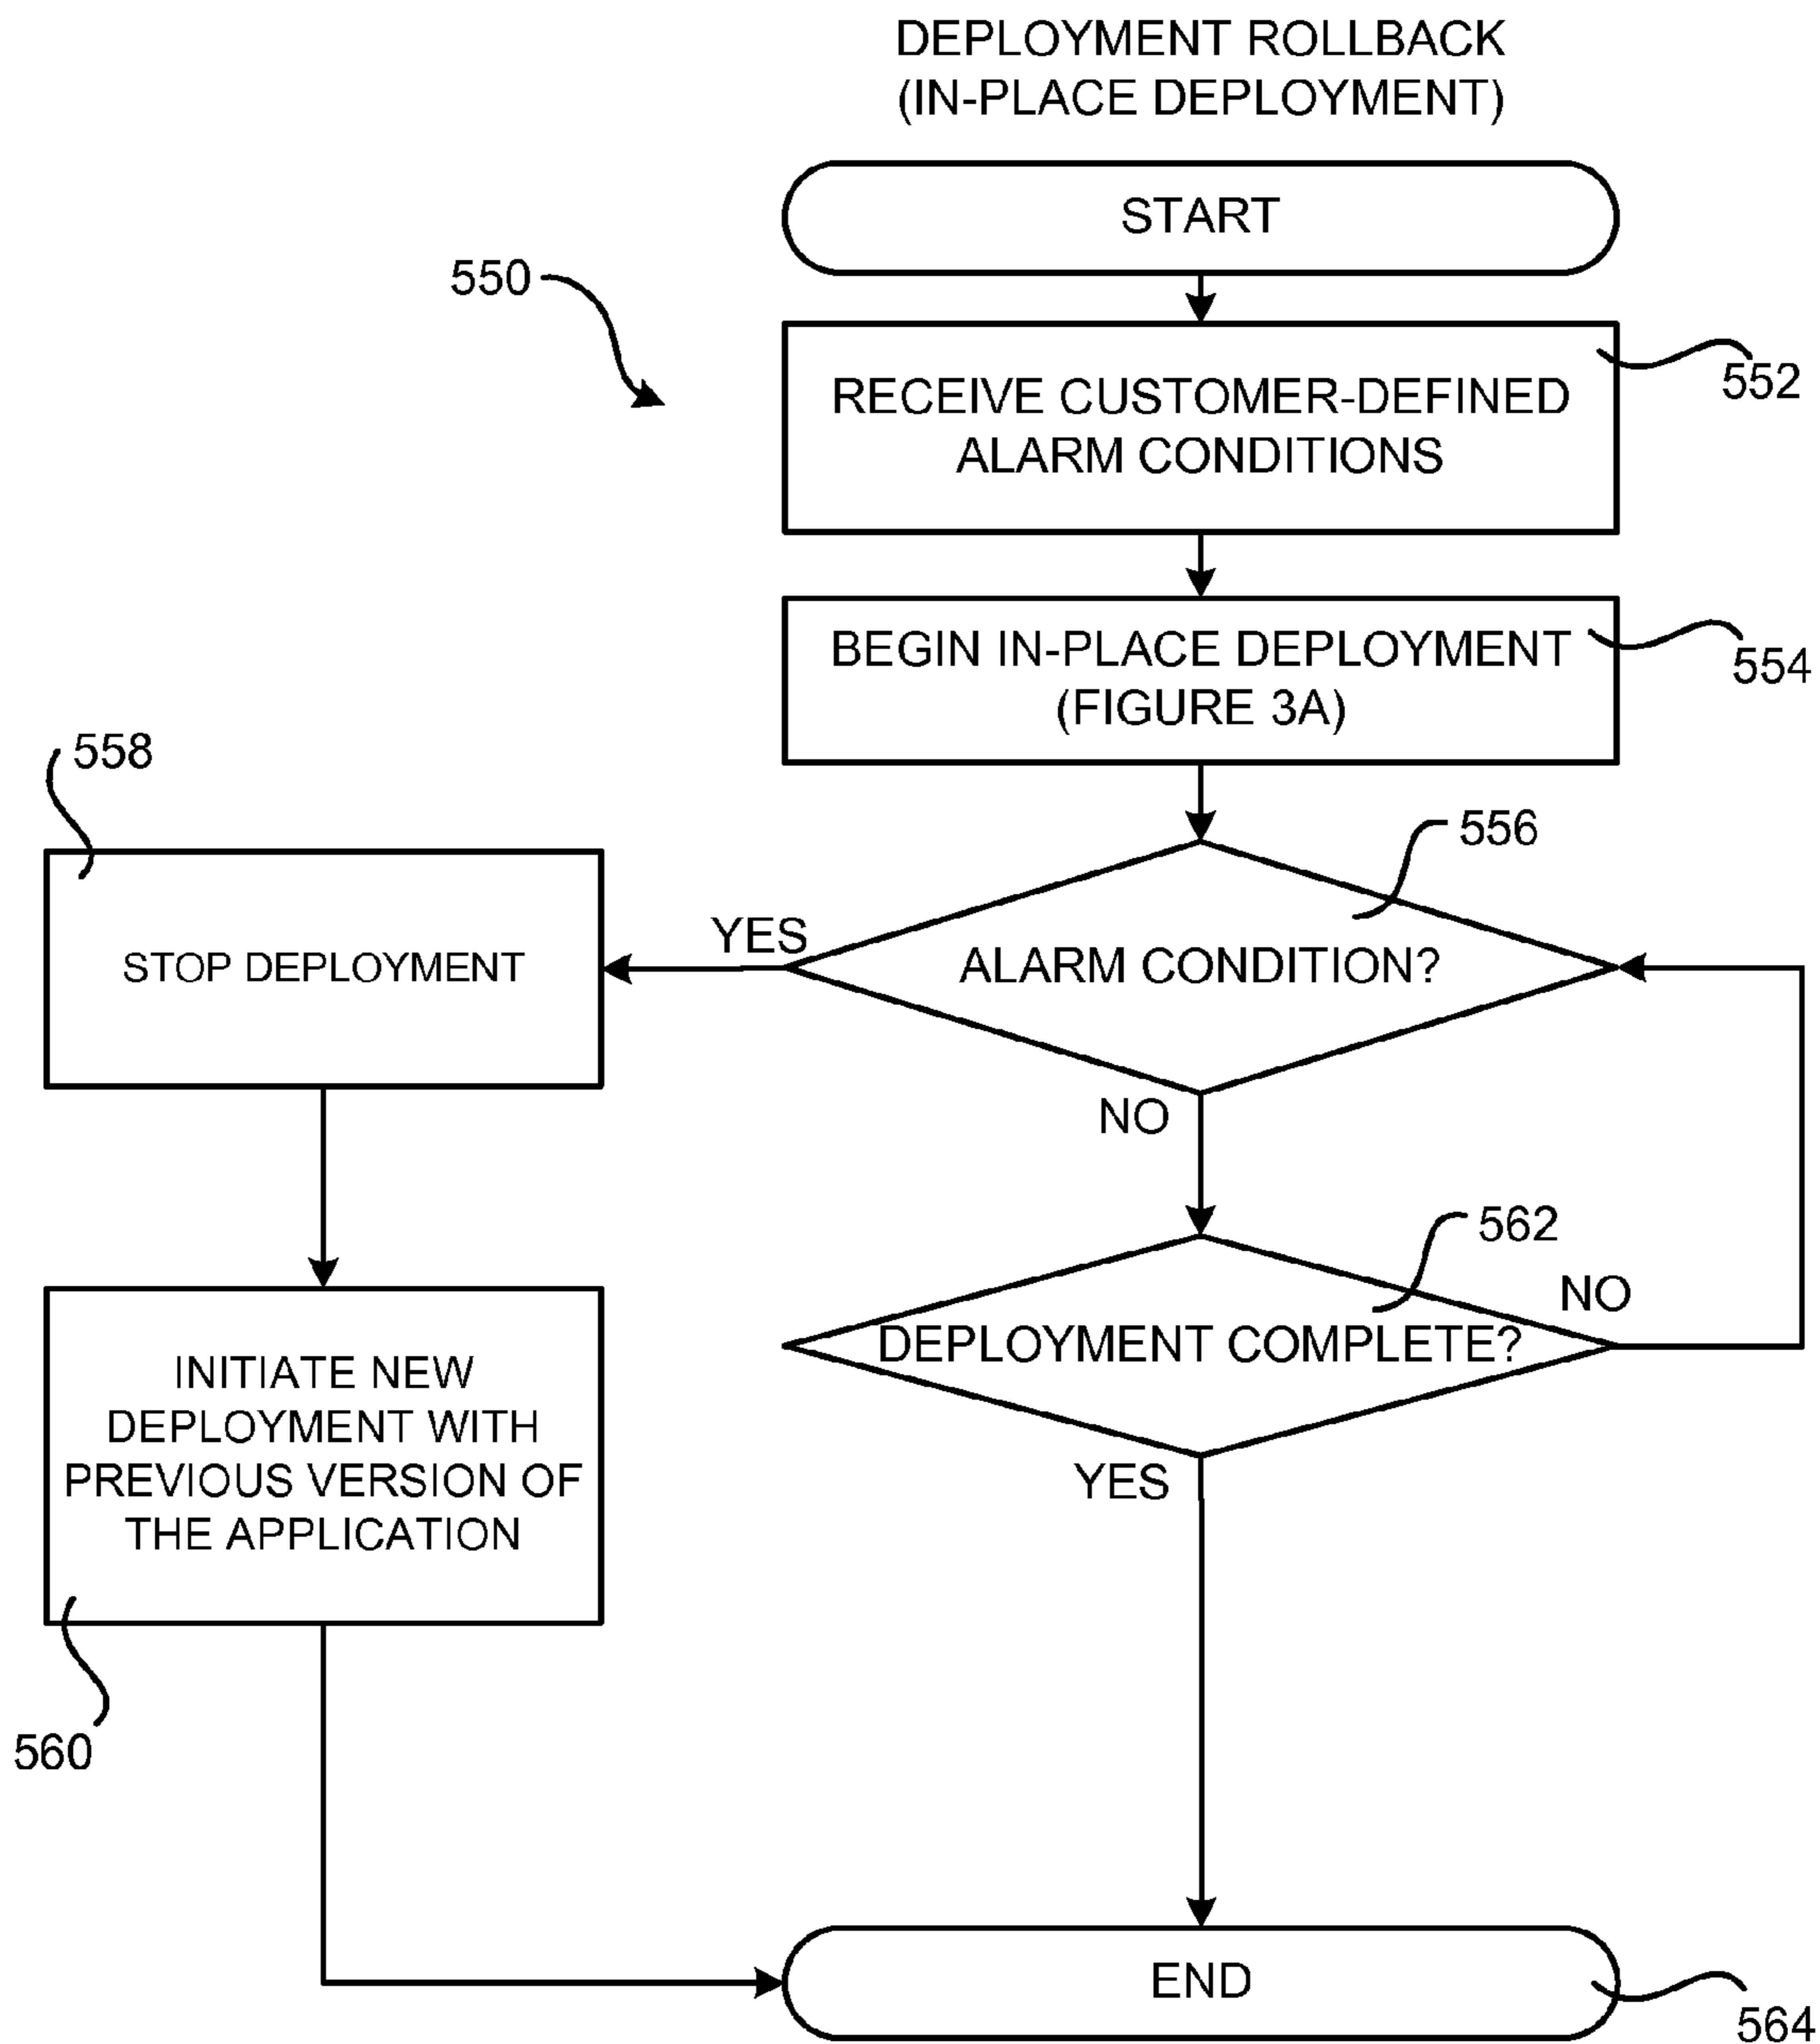 DEPLOYMENT ROLLBACK
(IN-PLACE DEPLOYMENT)
START
550
RECEIVE CUSTOMER-DEFINED
ALARM CONDITIONS
552
BEGIN IN-PLACE DEPLOYMENT
(FIGURE 3A)
554
558
556
STOP DEPLOYMENT
YES
ALARM CONDITION?
NO
562
NO
DEPLOYMENT COMPLETE?
YES
INITIATE NEW
DEPLOYMENT WITH
PREVIOUS VERSION OF
THE APPLICATION
560
END
564